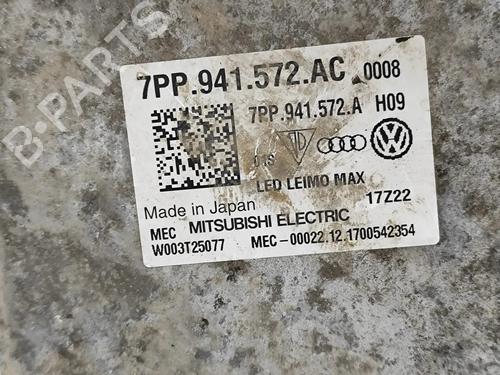 7PP.941.572.AC 0008
7PP.941.572.A H09
LED LEIMO MAX
Made in Japan 17Z22
MEC MITSUBISHI ELECTRIC
W003T25077 MEC-00022.12.1700542354
B-PARTS